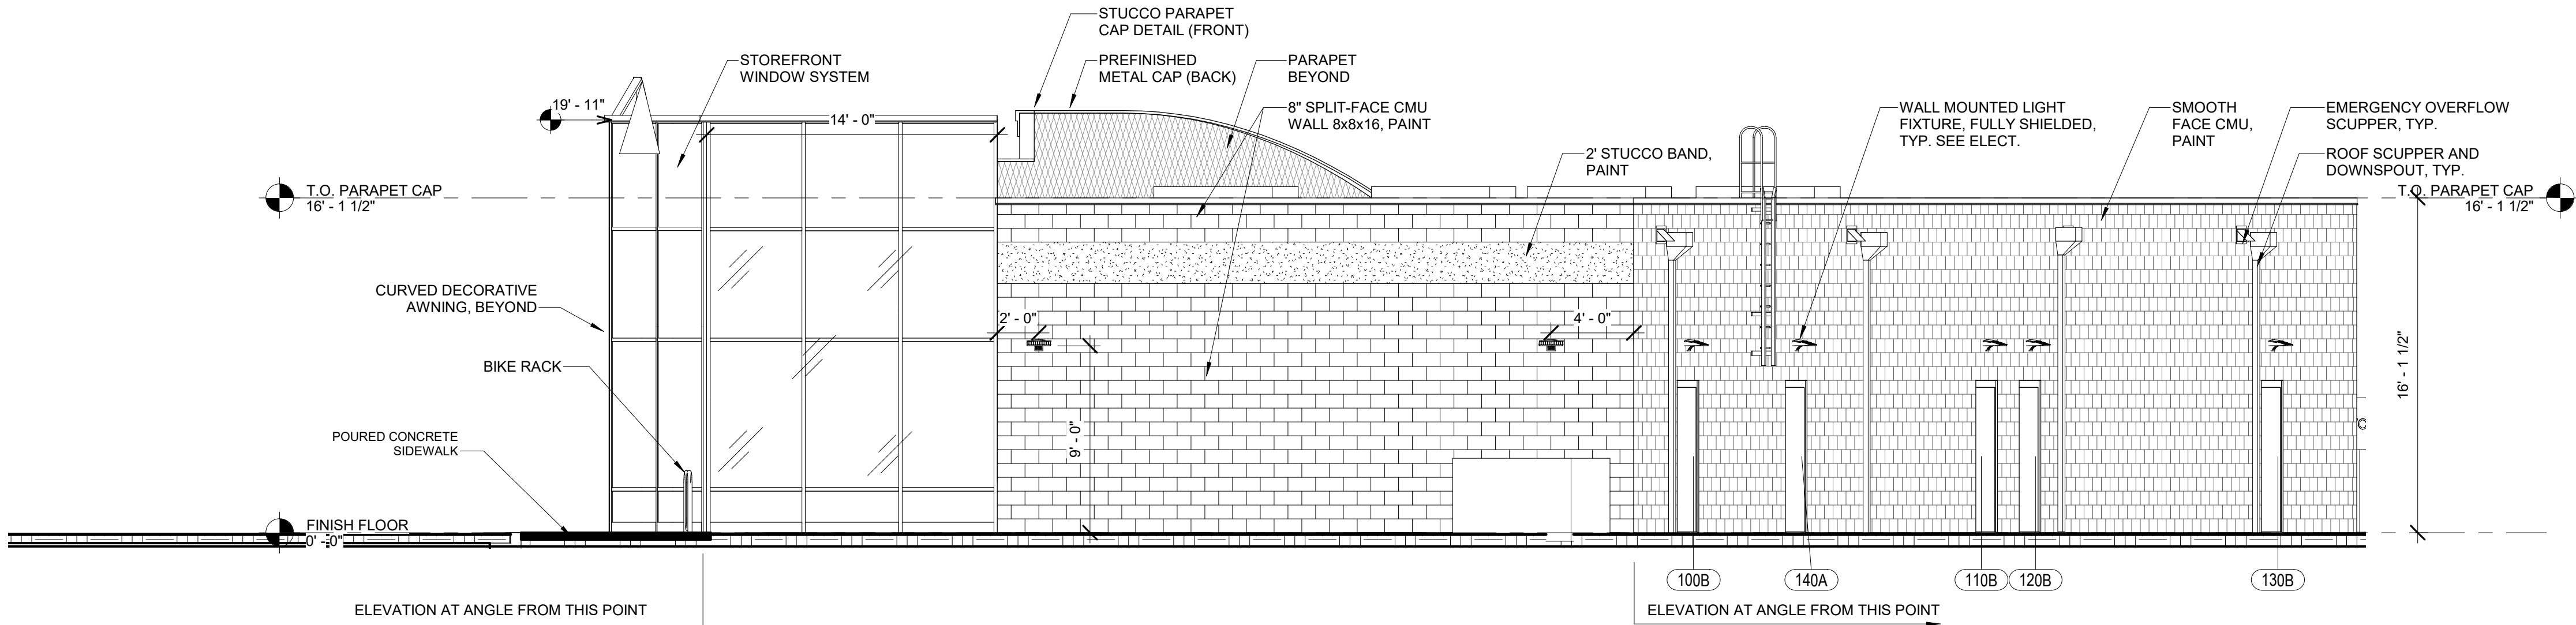 STUCCO PARAPET
CAP DETAIL (FRONT)
STOREFRONT
WINDOW SYSTEM
PREFINISHED
METAL CAP (BACK)
PARAPET
BEYOND
19' - 11"
14' - 0"
8" SPLIT-FACE CMU
WALL 8x8x16, PAINT
WALL MOUNTED LIGHT
FIXTURE, FULLY SHIELDED,
TYP. SEE ELECT.
SMOOTH
FACE CMU,
PAINT
EMERGENCY OVERFLOW
SCUPPER, TYP.
2' STUCCO BAND,
PAINT
ROOF SCUPPER AND
DOWNSPOUT, TYP.
T.O. PARAPET CAP
16' - 1 1/2"
T.O. PARAPET CAP
16' - 1 1/2"
CURVED DECORATIVE
AWNING, BEYOND
2' - 0"
4' - 0"
BIKE RACK
16' - 1 1/2"
9' - 0"
POURED CONCRETE
SIDEWALK
FINISH FLOOR
0' - 0"
100B
140A
110B
120B
130B
ELEVATION AT ANGLE FROM THIS POINT
ELEVATION AT ANGLE FROM THIS POINT